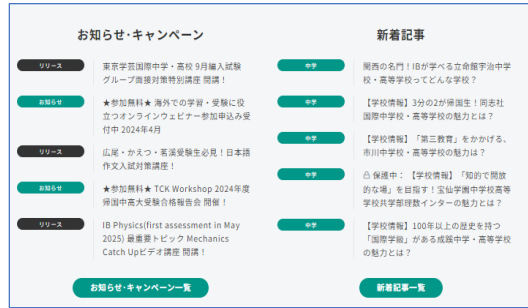 お知らせ・キャンペーン
リリース
東京学芸国際中学・高校 9月編入試験
グループ面接対策特別講座 開講！
お知らせ
★参加無料★ 海外での学習・受験に役
立つオンラインウェビナー参加申込み受
付中 2024年4月
リリース
広尾・かえつ・茗溪受験生必見！日本語
作文入試対策講座！
お知らせ
★参加無料★ TCK Workshop 2024年度
帰国中高大受験合格報告会 開催！
リリース
IB Physics(first assessment in May
2025) 最重要トピック Mechanics
Catch Upビデオ講座 開講！
お知らせ・キャンペーン一覧
新着記事
中学
関西の名門！IBが学べる立命館宇治中学
校・高等学校ってどんな学校？
中学
【学校情報】3分の2が帰国生！同志社
国際中学校・高等学校の魅力とは？
中学
【学校情報】「第三教育」をかかげる、
市川中学校・高等学校の魅力とは？
中学
保護中： 【学校情報】「知的で開放
的な場」を目指す！宝仙学園中学校高等
学校共学部理数インターの魅力とは？
中学
【学校情報】100年以上の歴史を持つ
「国際学級」がある成蹊中学・高等学校
の魅力とは？
新着記事一覧